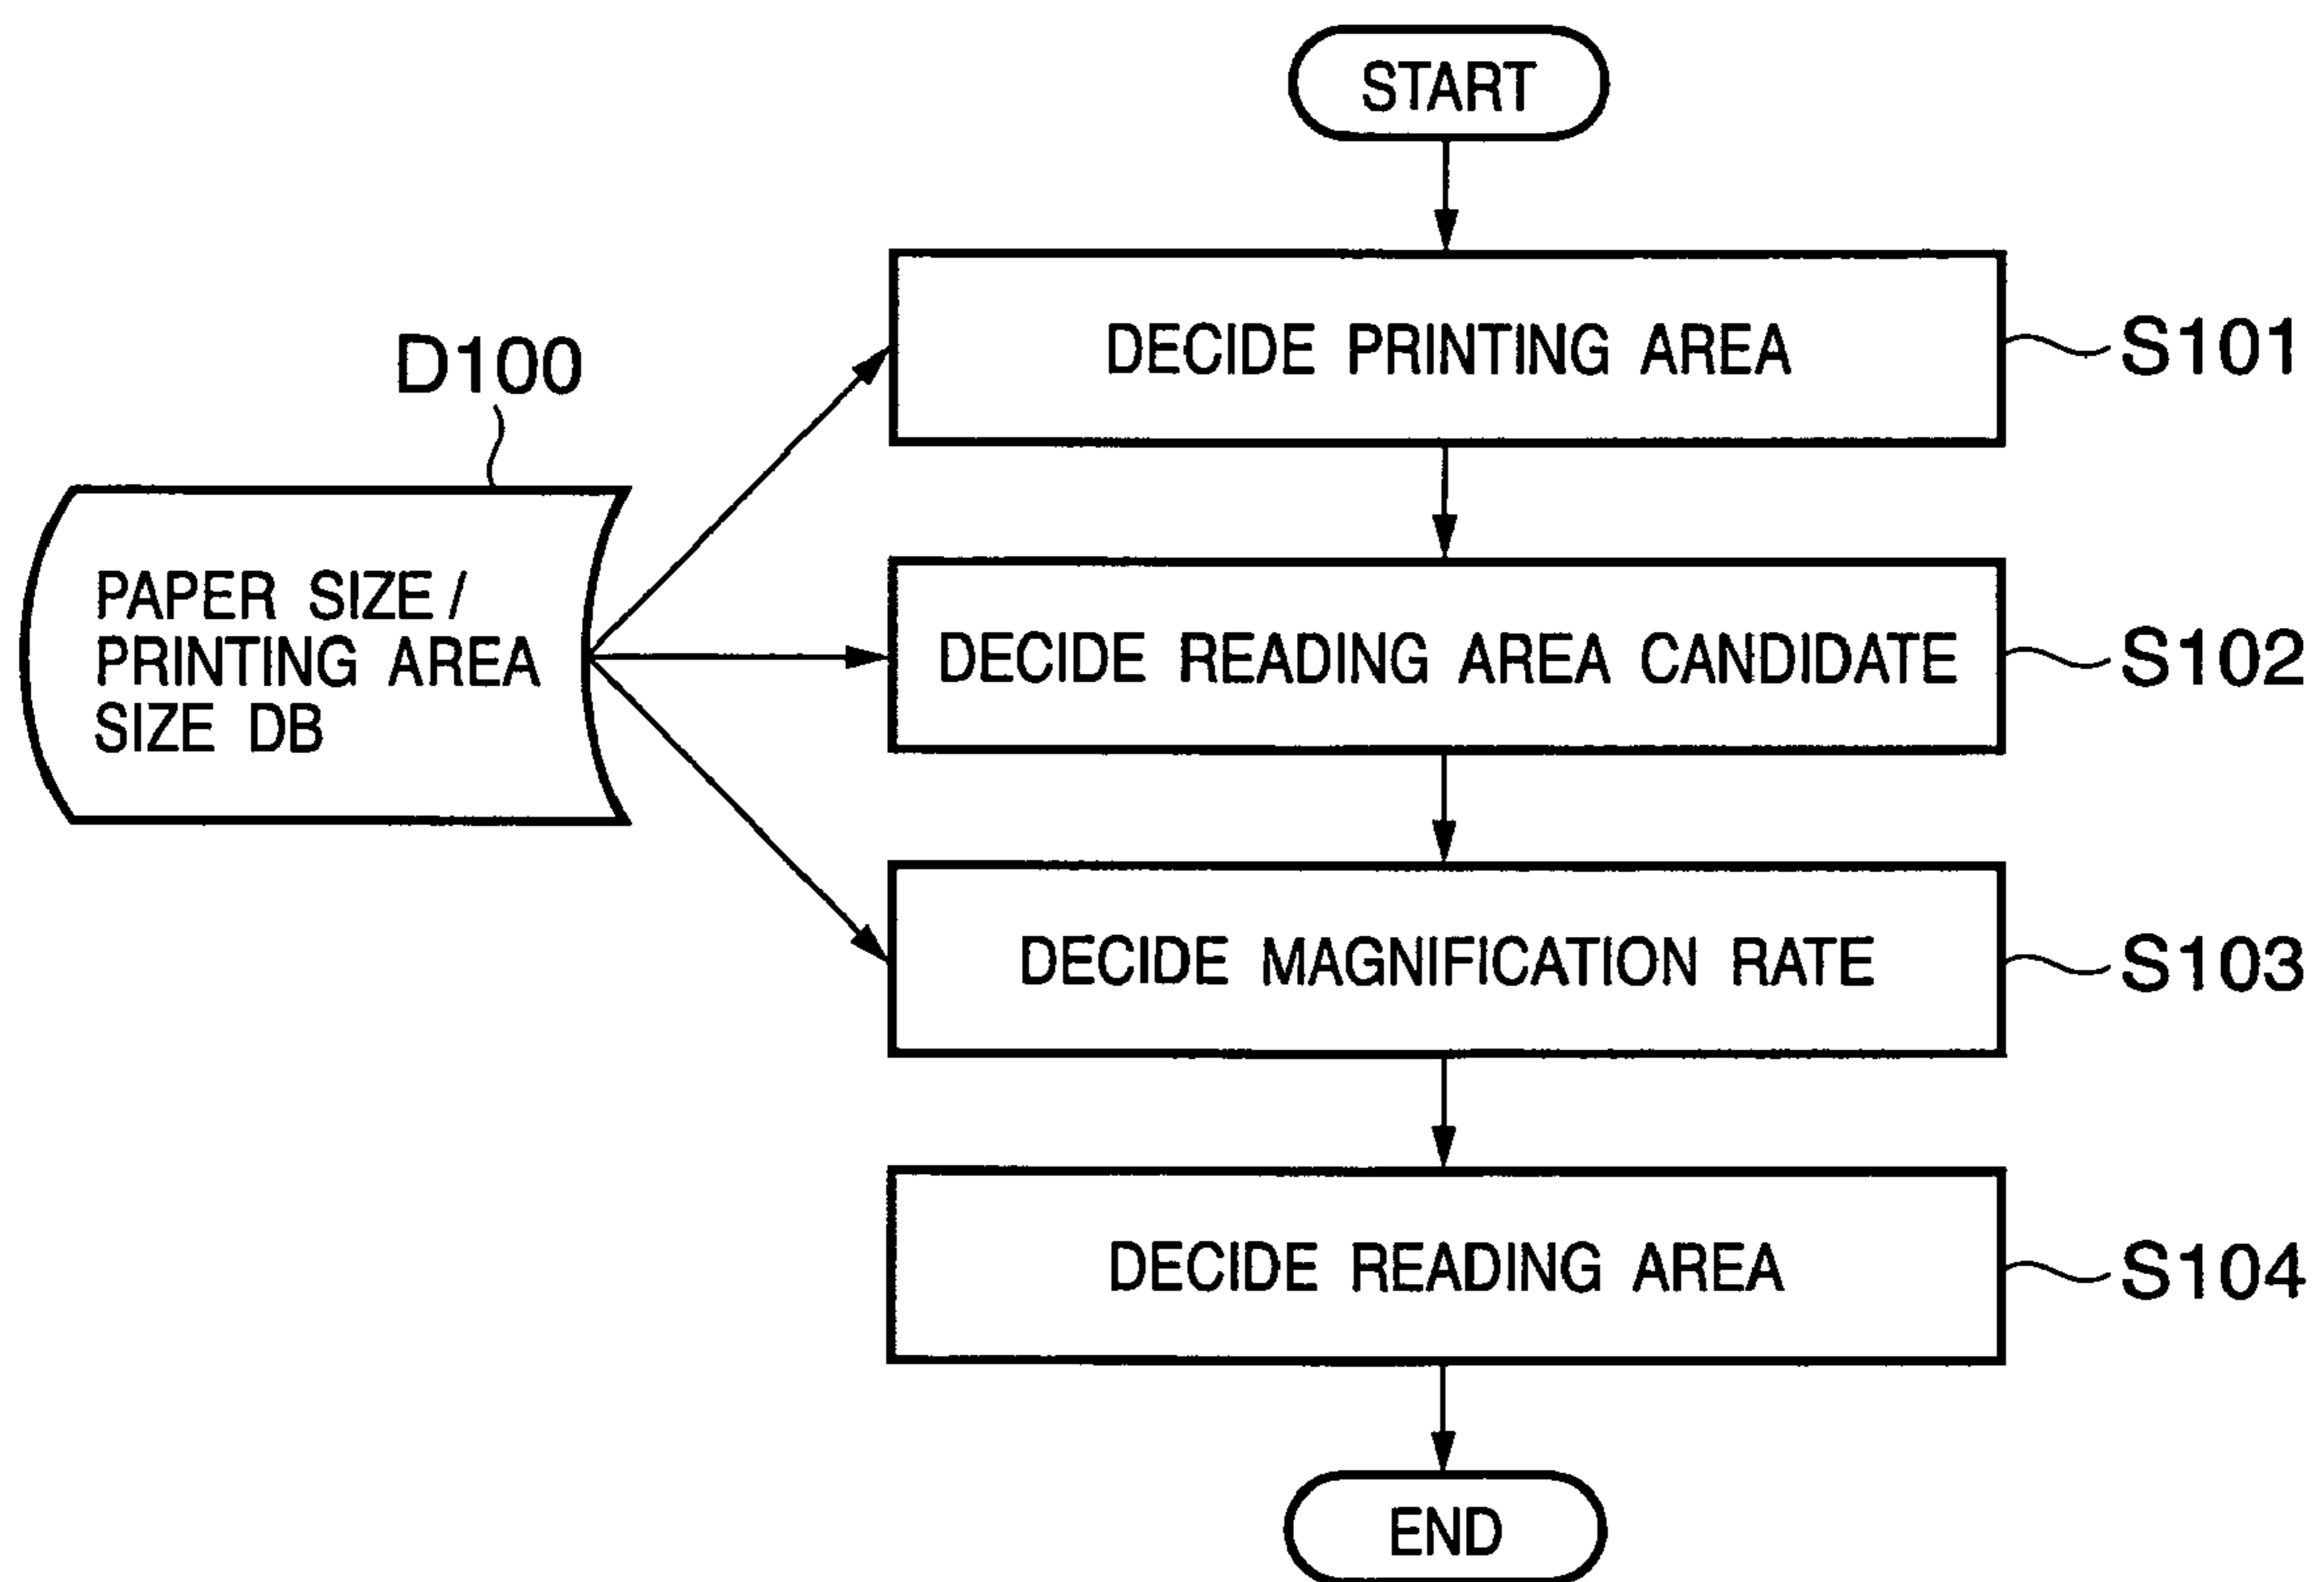 START
DECIDE PRINTING AREA
S101
D100
PAPER SIZE /
PRINTING AREA
SIZE DB
DECIDE READING AREA CANDIDATE
S102
DECIDE MAGNIFICATION RATE
S103
DECIDE READING AREA
S104
END